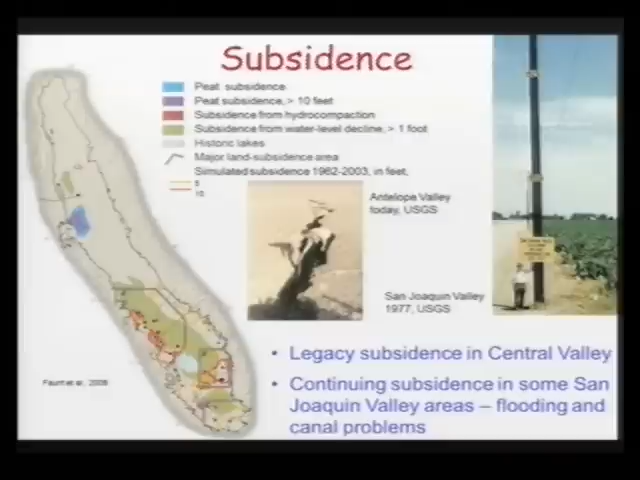 Subsidence
Peat subsidence
Peat subsidence, > 10 feet
Subsidence from hydrocompaction
Subsidence from water-level decline, > 1 foot
Historic lakes
Major land-subsidence area
Simulated subsidence 1962-2003, in feet,
5
10
Antelope Valley
today, USGS
San Joaquin Valley
1977, USGS
Faunt et al., 2009
• Legacy subsidence in Central Valley
• Continuing subsidence in some San
Joaquin Valley areas – flooding and
canal problems